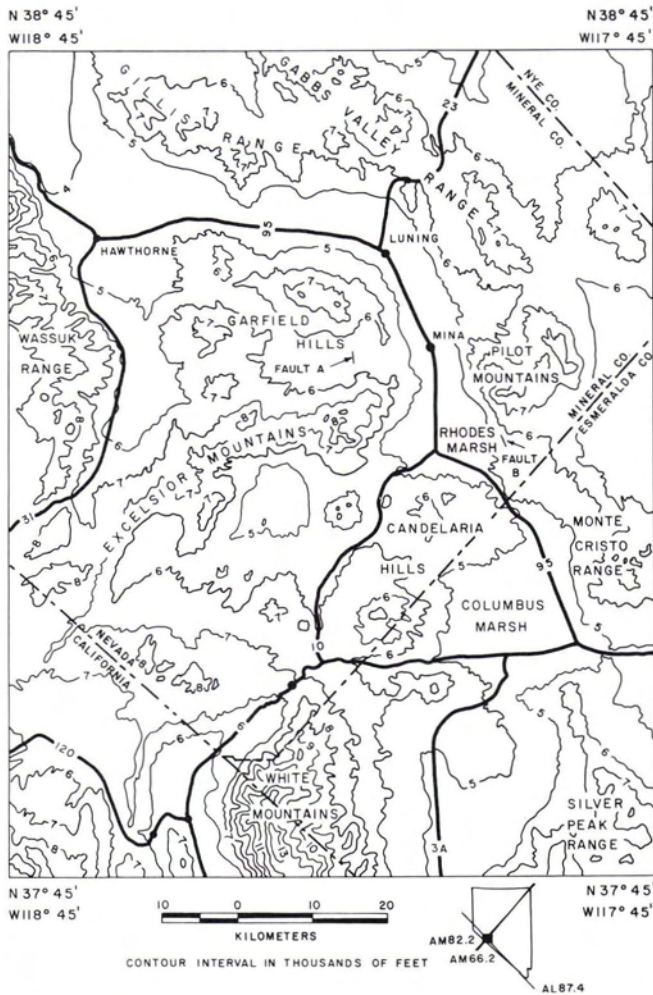 N 38° 45'
W118° 45'
N 38° 45'
W117° 45'
GILLIS RANGE
GABBS VALLEY RANGE
NYE CO.
MINERAL CO.
23
95
HAWTHORNE
LUNING
GARFIELD
HILLS
FAULT A
MINA
WASSUK
RANGE
PILOT
MOUNTAINS
MINERAL CO.
ESMERALDA CO.
EXCELSIOR MOUNTAINS
RHODES
MARSH
FAULT
B
31
CANDELARIA
HILLS
MONTE
CRISTO
RANGE
95
COLUMBUS
MARSH
10
NEVADA
CALIFORNIA
6
120
WHITE
MOUNTAINS
3A
SILVER
PEAK
RANGE
N 37° 45'
W118° 45'
N 37° 45'
W117° 45'
10 0 10 20
KILOMETERS
CONTOUR INTERVAL IN THOUSANDS OF FEET
AM82.2
AM66.2
AL87.4